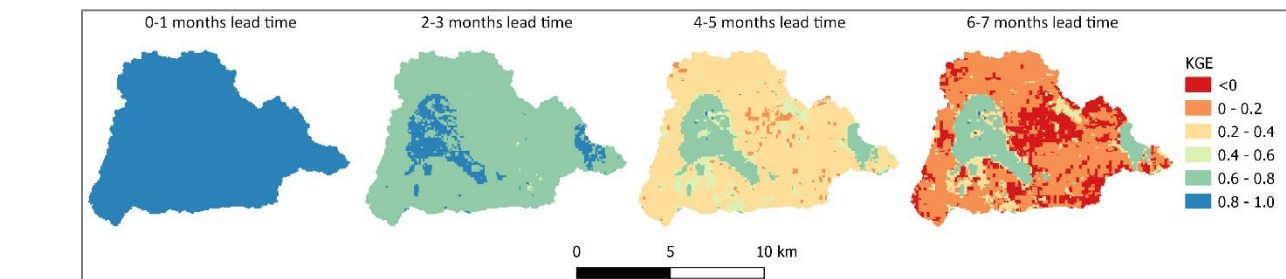 0-1 months lead time
2-3 months lead time
4-5 months lead time
6-7 months lead time
KGE
<0
0 - 0.2
0.2 - 0.4
0.4 - 0.6
0.6 - 0.8
0.8 - 1.0
0 5 10 km